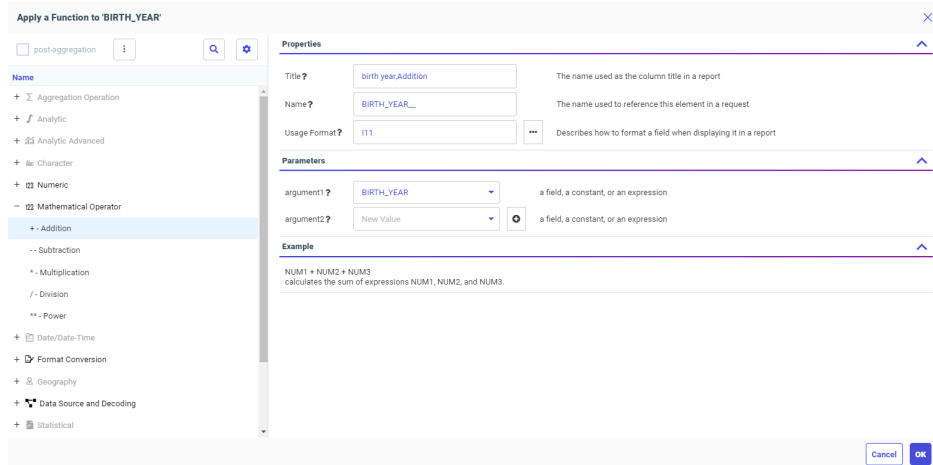 Apply a Function to 'BIRTH_YEAR'
post-aggregation
Name
Aggregation Operation
Analytic
Analytic Advanced
Character
Numeric
Mathematical Operator
+ - Addition
- - Subtraction
* - Multiplication
/ - Division
** - Power
Date/Date-Time
Format Conversion
Geography
Data Source and Decoding
Statistical
Properties
Title ? birth year,Addition The name used as the column title in a report
Name ? BIRTH_YEAR__ The name used to reference this element in a request
Usage Format ? I11 ••• Describes how to format a field when displaying it in a report
Parameters
argument1 ? BIRTH_YEAR a field, a constant, or an expression
argument2 ? New Value a field, a constant, or an expression
Example
NUM1 + NUM2 + NUM3
calculates the sum of expressions NUM1, NUM2, and NUM3.
Cancel OK